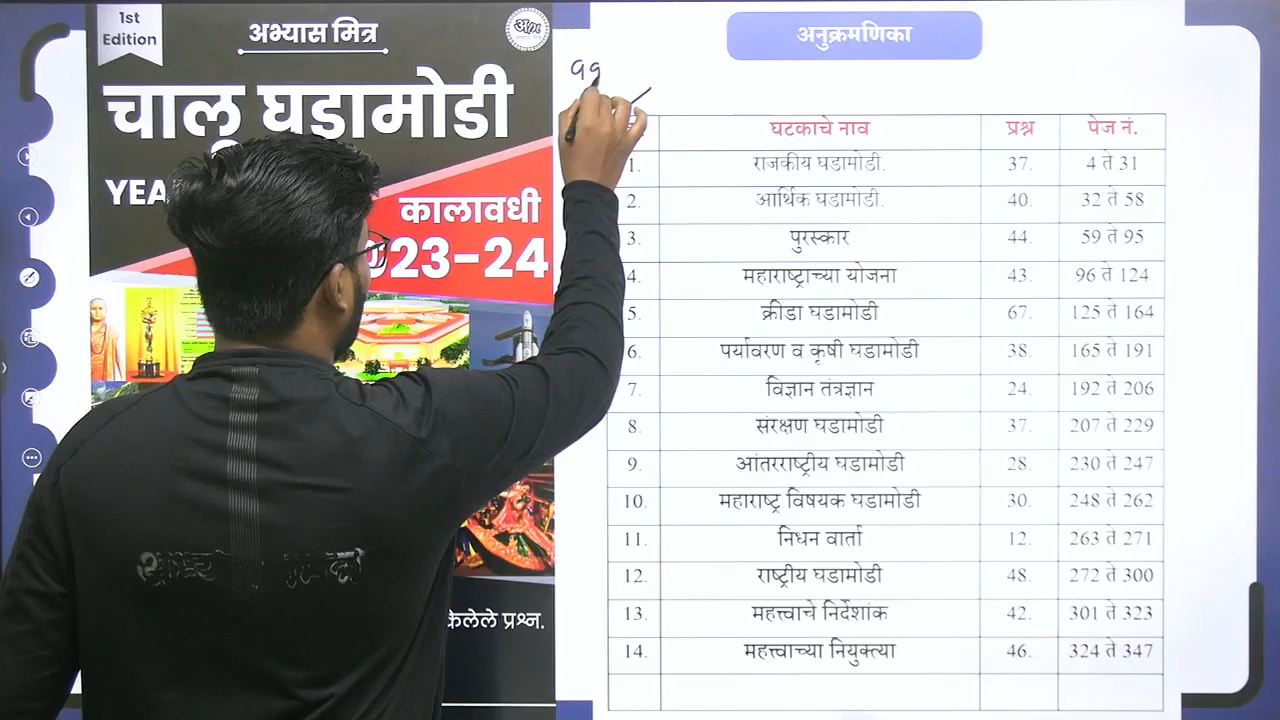 1st
Edition
अभ्यास मित्र
चालू घडामोडी
कालावधी
023-24
केलेले प्रश्न.
अनुक्रमणिका
99
घटकाचे नाव प्रश्न पेज नं.
1. राजकीय घडामोडी. 37. 4 ते 31
2. आर्थिक घडामोडी. 40. 32 ते 58
3. पुरस्कार 44. 59 ते 95
4. महाराष्ट्राच्या योजना 43. 96 ते 124
5. क्रीडा घडामोडी 67. 125 ते 164
6. पर्यावरण व कृषी घडामोडी 38. 165 ते 191
7. विज्ञान तंत्रज्ञान 24. 192 ते 206
8. संरक्षण घडामोडी 37. 207 ते 229
9. आंतरराष्ट्रीय घडामोडी 28. 230 ते 247
10. महाराष्ट्र विषयक घडामोडी 30. 248 ते 262
11. निधन वार्ता 12. 263 ते 271
12. राष्ट्रीय घडामोडी 48. 272 ते 300
13. महत्त्वाचे निर्देशांक 42. 301 ते 323
14. महत्त्वाच्या नियुक्त्या 46. 324 ते 347